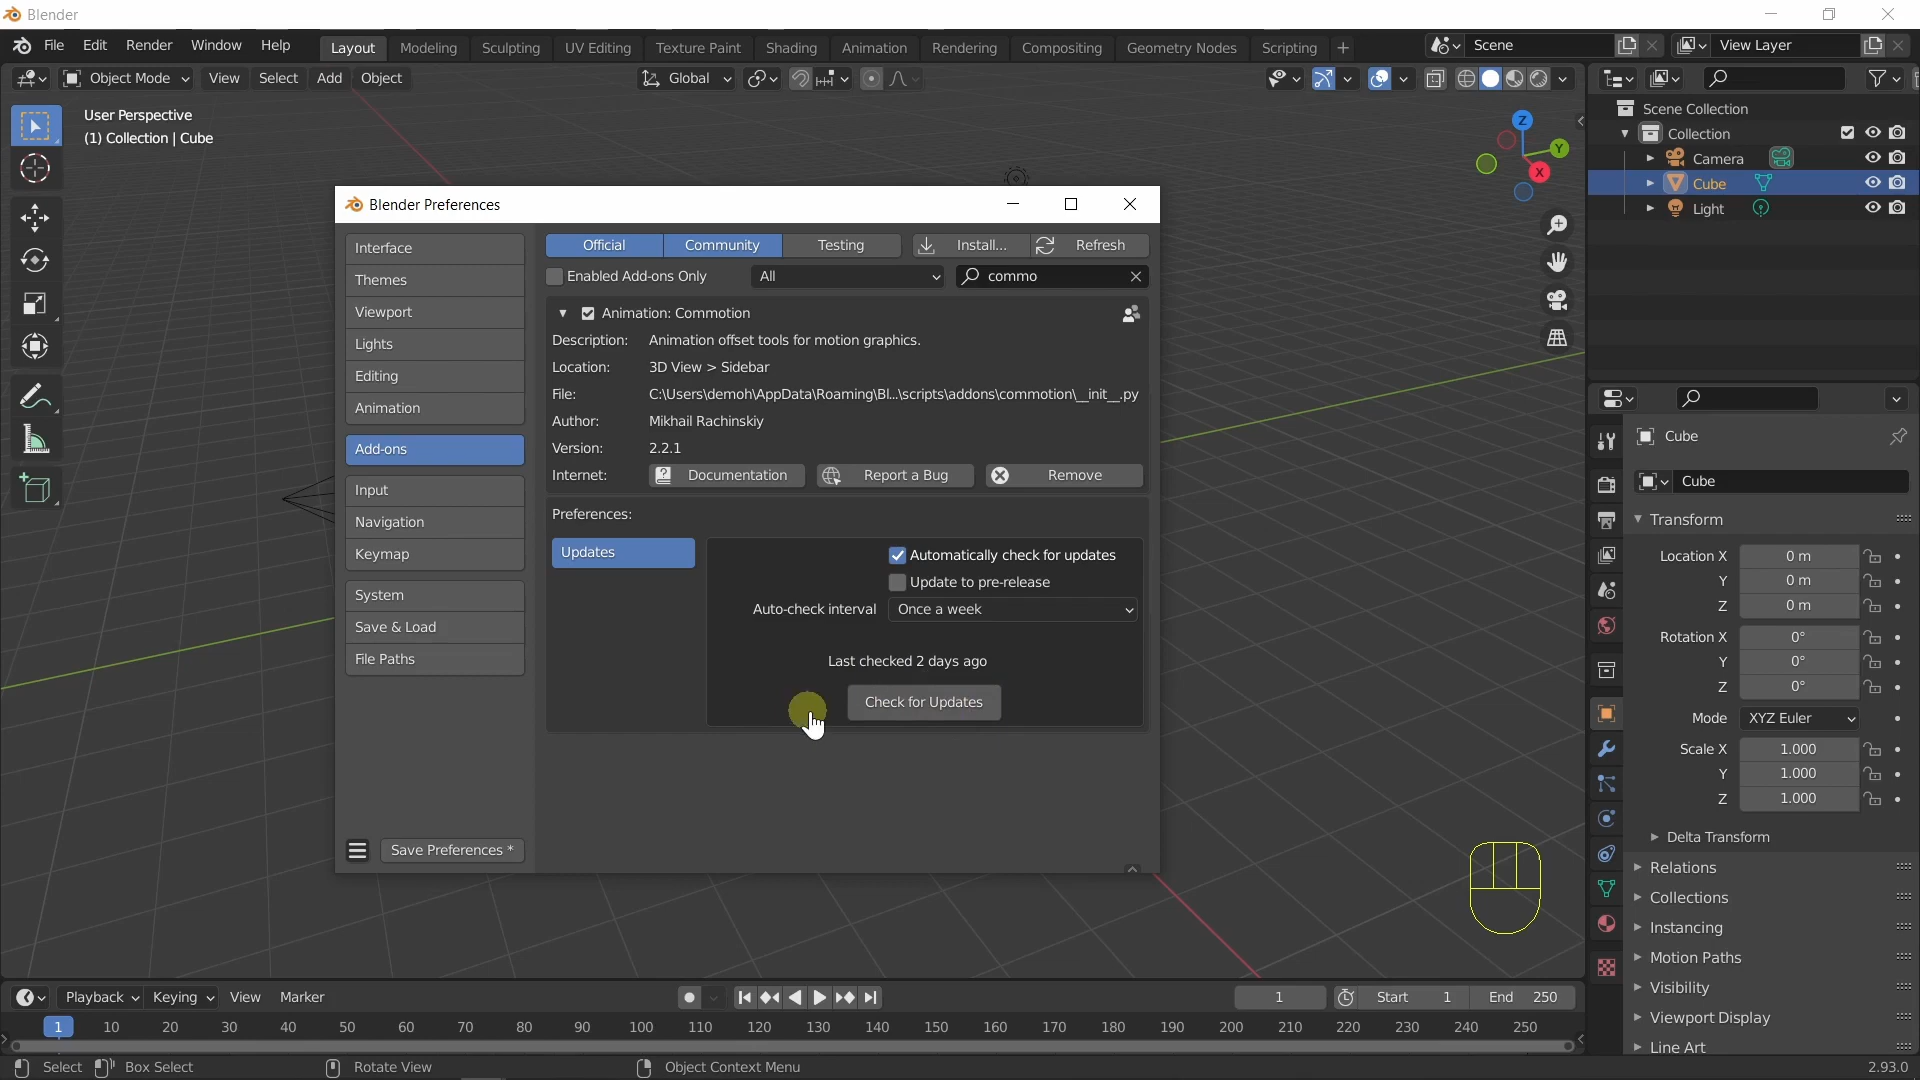 Blender
File Edit Render Window Help Layout Modeling Sculpting UV Editing Texture Paint Shading Animation Rendering Compositing Geometry Nodes Scripting + Scene View Layer
Object Mode View Select Add Object Global
User Perspective
(1) Collection | Cube
Z
Y
X
Scene Collection
Collection
Camera
Cube
Light
Blender Preferences
Interface
Themes
Viewport
Lights
Editing
Animation
Add-ons
Input
Navigation
Keymap
System
Save & Load
File Paths
Save Preferences *
Official Community Testing Install... Refresh
Enabled Add-ons Only All commo
Animation: Commotion
Description: Animation offset tools for motion graphics.
Location: 3D View > Sidebar
File: C:\Users\demoh\AppData\Roaming\Bl...\scripts\addons\commotion\__init__.py
Author: Mikhail Rachinskiy
Version: 2.2.1
Internet: Documentation Report a Bug Remove
Preferences:
Updates
Automatically check for updates
Update to pre-release
Auto-check interval Once a week
Last checked 2 days ago
Check for Updates
Cube
Cube
Transform
Location X 0 m
Y 0 m
Z 0 m
Rotation X 0°
Y 0°
Z 0°
Mode XYZ Euler
Scale X 1.000
Y 1.000
Z 1.000
Delta Transform
Relations
Collections
Instancing
Motion Paths
Visibility
Viewport Display
Line Art
Playback Keying View Marker 1 Start 1 End 250
1 10 20 30 40 50 60 70 80 90 100 110 120 130 140 150 160 170 180 190 200 210 220 230 240 250
Select Box Select Rotate View Object Context Menu 2.93.0